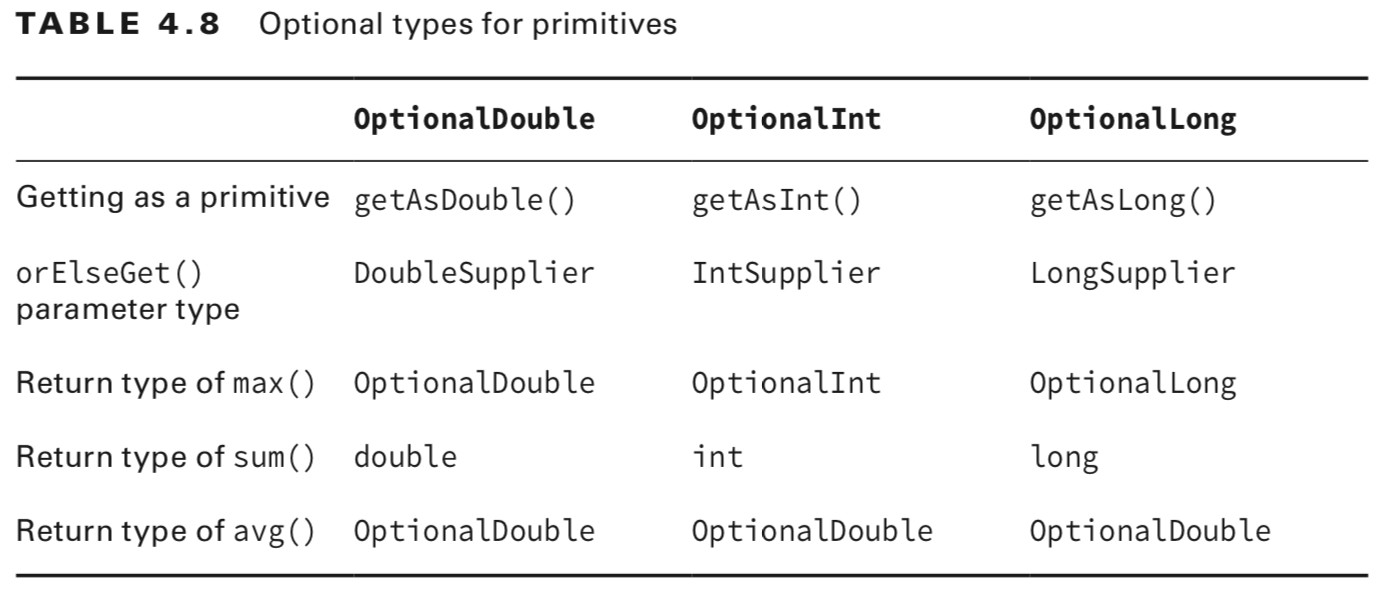 TABLE 4.8 Optional types for primitives
OptionalDouble OptionalInt OptionalLong
Getting as a primitive getAsDouble() getAsInt() getAsLong()
orElseGet() DoubleSupplier IntSupplier LongSupplier
parameter type
Return type of max() OptionalDouble OptionalInt OptionalLong
Return type of sum() double int long
Return type of avg() OptionalDouble OptionalDouble OptionalDouble